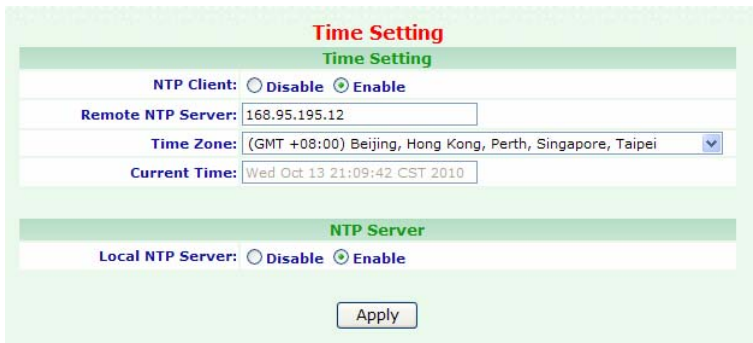 Time Setting
Time Setting
NTP Client: Disable Enable
Remote NTP Server: 168.95.195.12
Time Zone: (GMT +08:00) Beijing, Hong Kong, Perth, Singapore, Taipei
Current Time: Wed Oct 13 21:09:42 CST 2010
NTP Server
Local NTP Server: Disable Enable
Apply